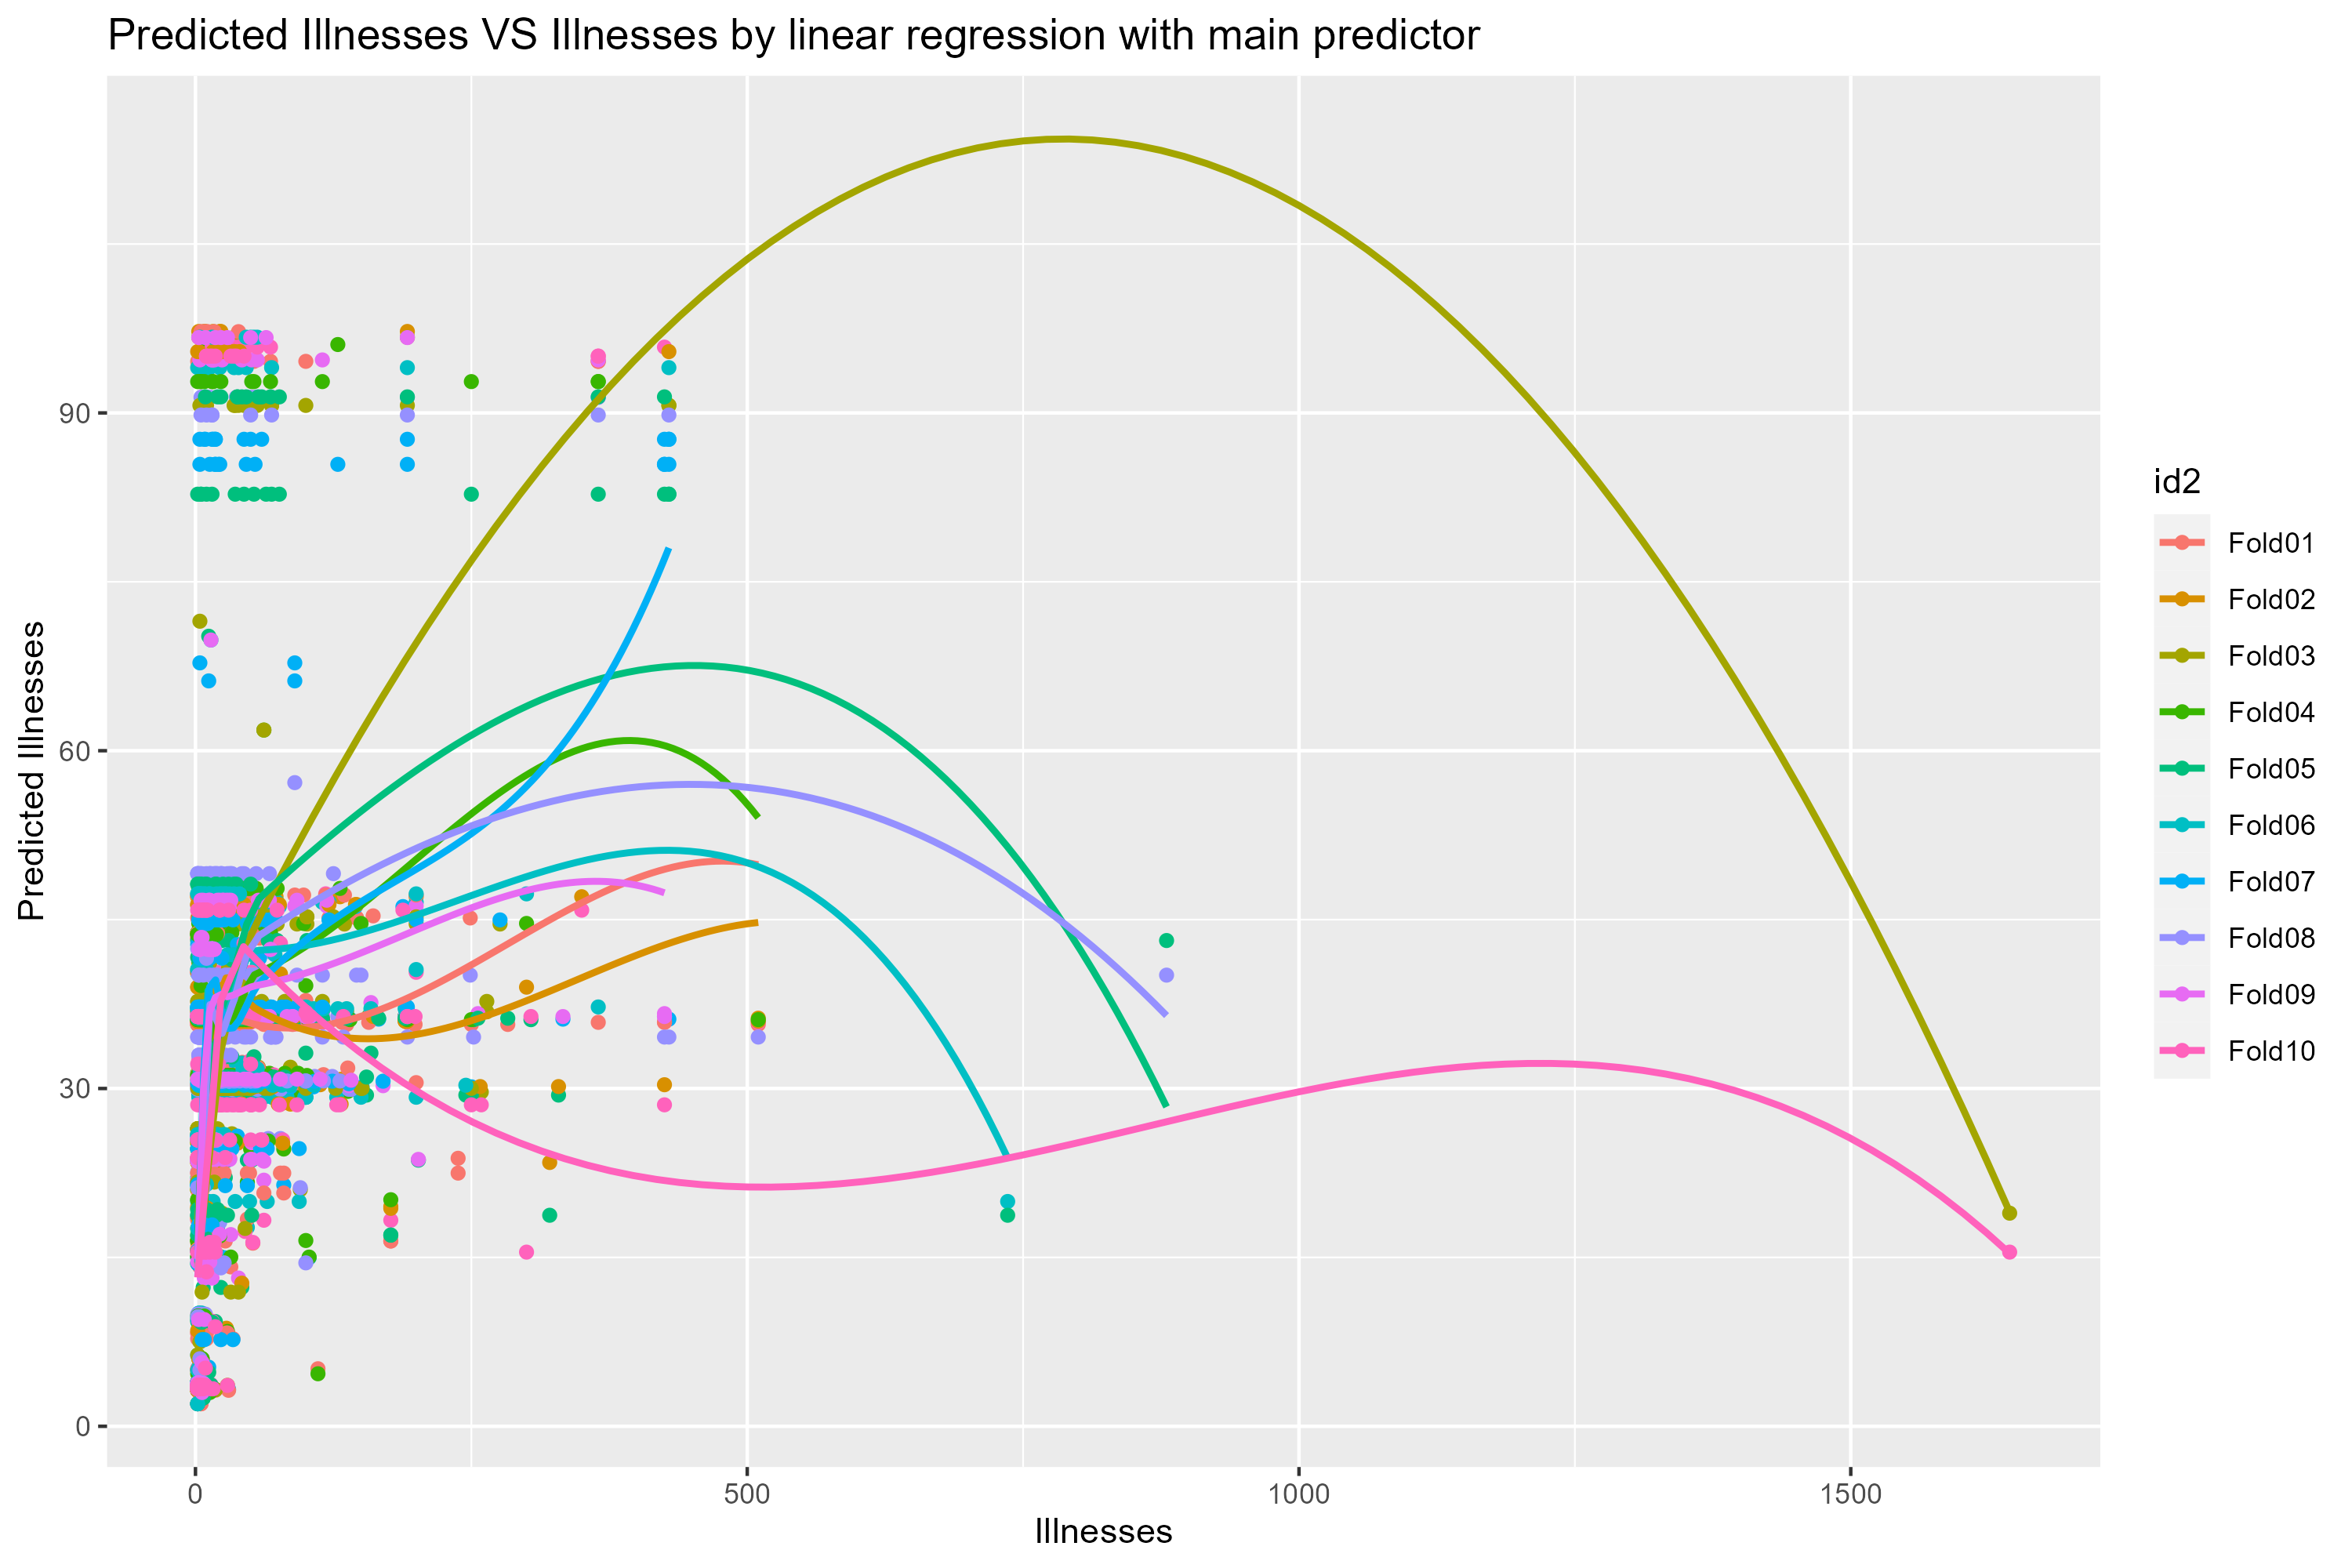 Predicted Illnesses VS Illnesses by linear regression with main predictor
Predicted Illnesses
90
60
30
0
0 500 1000 1500
Illnesses
id2
Fold01
Fold02
Fold03
Fold04
Fold05
Fold06
Fold07
Fold08
Fold09
Fold10